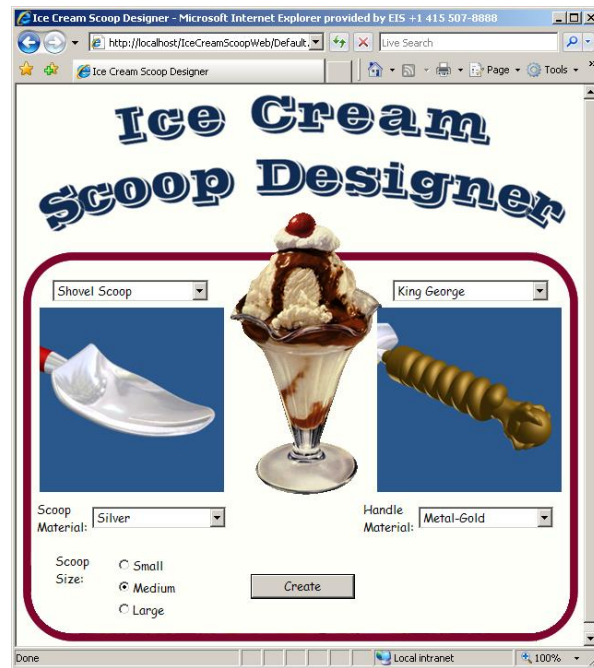 Ice Cream Scoop Designer - Microsoft Internet Explorer provided by EIS +1 415 507-8888
http://localhost/IceCreamScoopWeb/Default.
Live Search
Ice Cream Scoop Designer
Page
Tools
»
Ice Cream
Scoop Designer
Shovel Scoop
King George
Scoop
Material:
Silver
Handle
Material:
Metal-Gold
Scoop
Size:
Small
Medium
Large
Create
Done
Local intranet
100%